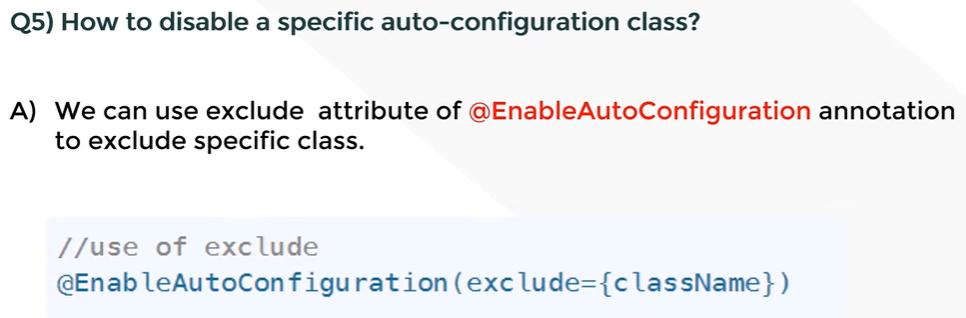 Q5) How to disable a specific auto-configuration class?
A) We can use exclude attribute of @EnableAutoConfiguration annotation
to exclude specific class.
//use of exclude
@EnableAutoConfiguration(exclude={className})